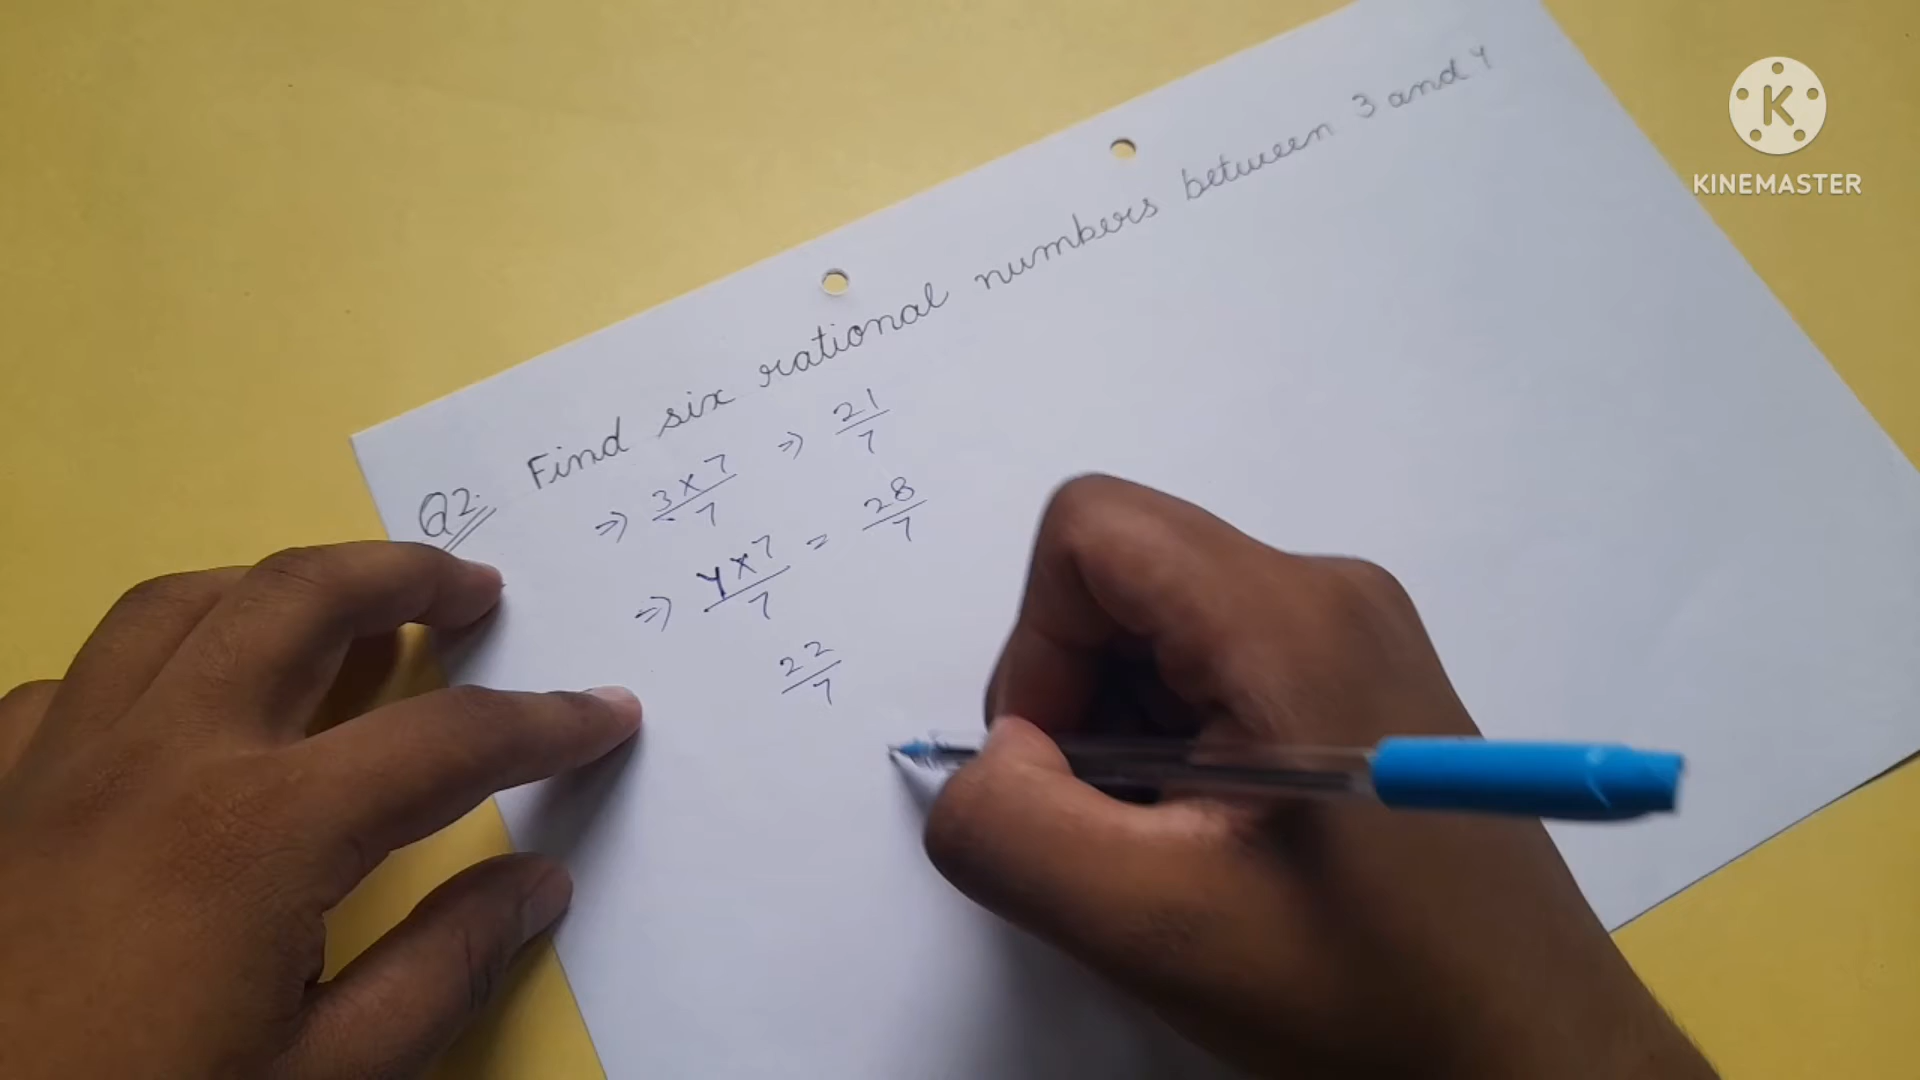 Q2. Find six rational numbers between 3 and 4
⇒ 3×7/7 ⇒ 21/7
⇒ 4×7/7 = 28/7
22/7
K
KINEMASTER